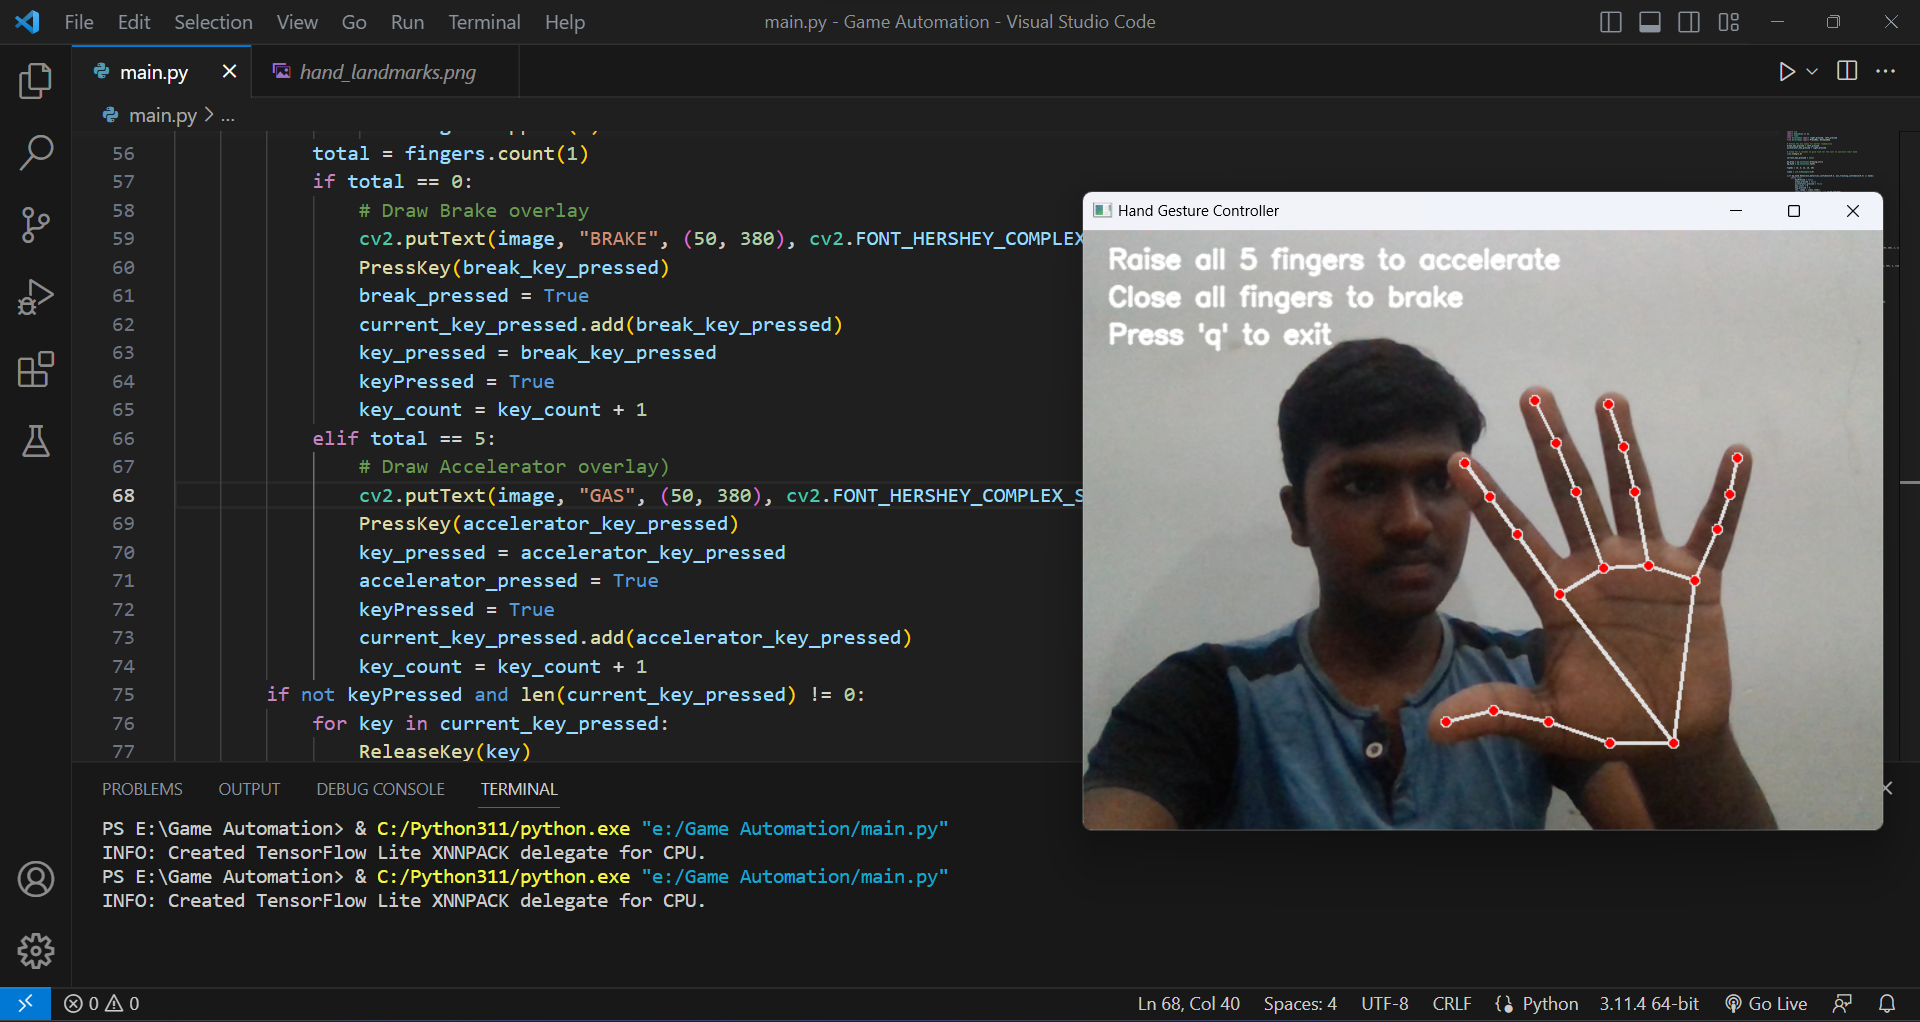 File Edit Selection View Go Run Terminal Help
main.py - Game Automation - Visual Studio Code
main.py
hand_landmarks.png
main.py > ...
56 total = fingers.count(1)
57 if total == 0:
58 # Draw Brake overlay
59 cv2.putText(image, "BRAKE", (50, 380), cv2.FONT_HERSHEY_COMPLEX
60 PressKey(break_key_pressed)
61 break_pressed = True
62 current_key_pressed.add(break_key_pressed)
63 key_pressed = break_key_pressed
64 keyPressed = True
65 key_count = key_count + 1
66 elif total == 5:
67 # Draw Accelerator overlay)
68 cv2.putText(image, "GAS", (50, 380), cv2.FONT_HERSHEY_COMPLEX_S
69 PressKey(accelerator_key_pressed)
70 key_pressed = accelerator_key_pressed
71 accelerator_pressed = True
72 keyPressed = True
73 current_key_pressed.add(accelerator_key_pressed)
74 key_count = key_count + 1
75 if not keyPressed and len(current_key_pressed) != 0:
76 for key in current_key_pressed:
77 ReleaseKey(key)
Hand Gesture Controller
Raise all 5 fingers to accelerate
Close all fingers to brake
Press 'q' to exit
PROBLEMS OUTPUT DEBUG CONSOLE TERMINAL
PS E:\Game Automation> & C:/Python311/python.exe "e:/Game Automation/main.py"
INFO: Created TensorFlow Lite XNNPACK delegate for CPU.
PS E:\Game Automation> & C:/Python311/python.exe "e:/Game Automation/main.py"
INFO: Created TensorFlow Lite XNNPACK delegate for CPU.
0 0
Ln 68, Col 40 Spaces: 4 UTF-8 CRLF Python 3.11.4 64-bit Go Live